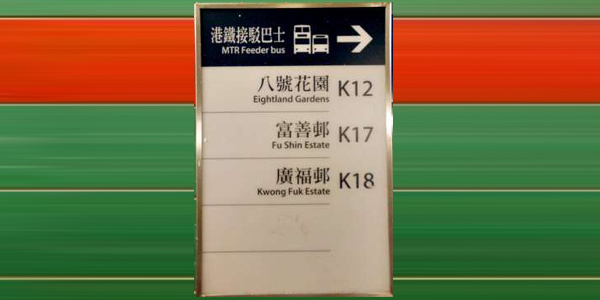 港鐵接駁巴士
MTR Feeder bus
八號花園 K12
Eightland Gardens
富善邨 K17
Fu Shin Estate
廣福邨 K18
Kwong Fuk Estate